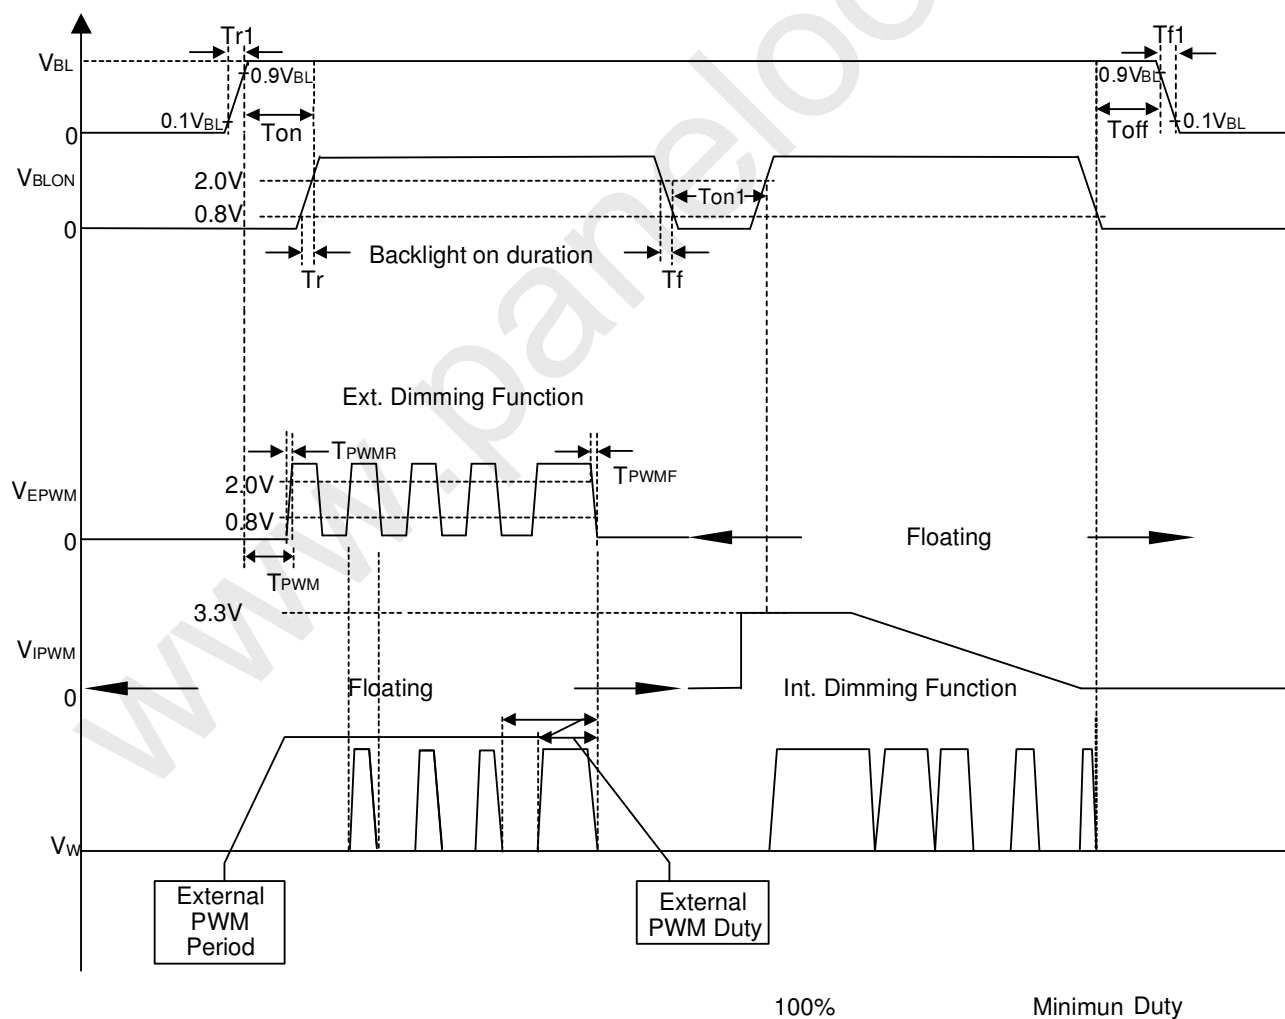 Tr1
Tf1
VBL
0.9VBL
0.9VBL
0.1VBL
Ton
Toff
0.1VBL
0
VBLON
2.0V
Ton1
0.8V
0
Backlight on duration
Tr
Tf
Ext. Dimming Function
TPWMR
TPWMF
2.0V
VEPWM
0.8V
0
Floating
TPWM
3.3V
VIPWM
0
Floating
Int. Dimming Function
VW
External
PWM
Period
External
PWM Duty
100%
Minimun Duty
www.paneloo